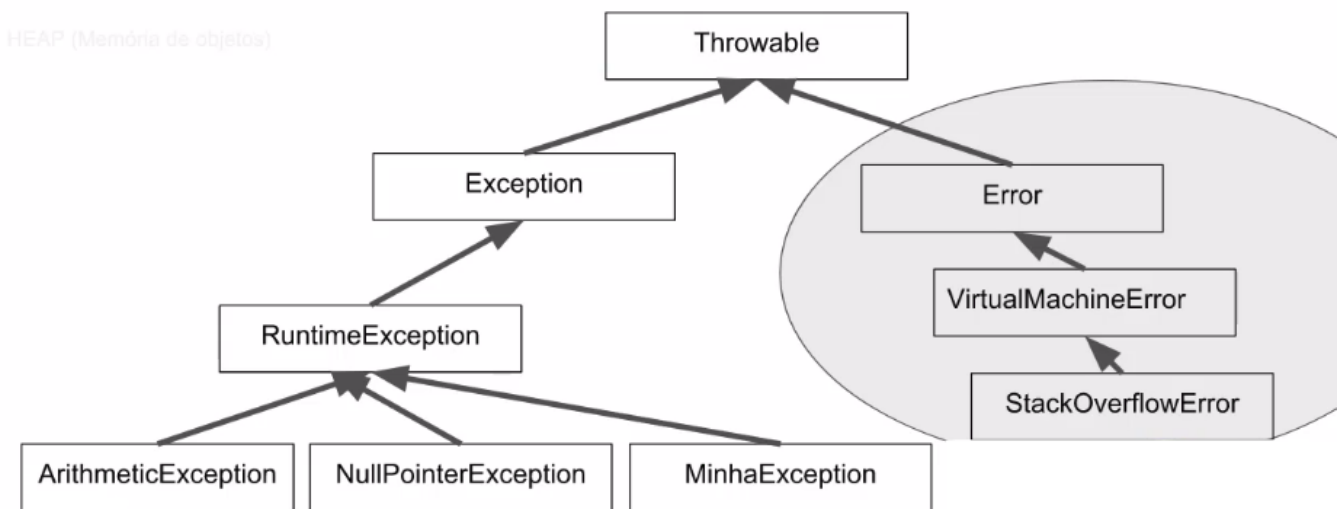 HEAP (Memória de objetos)
Throwable
Exception
Error
VirtualMachineError
RuntimeException
StackOverflowError
ArithmeticException
NullPointerException
MinhaException